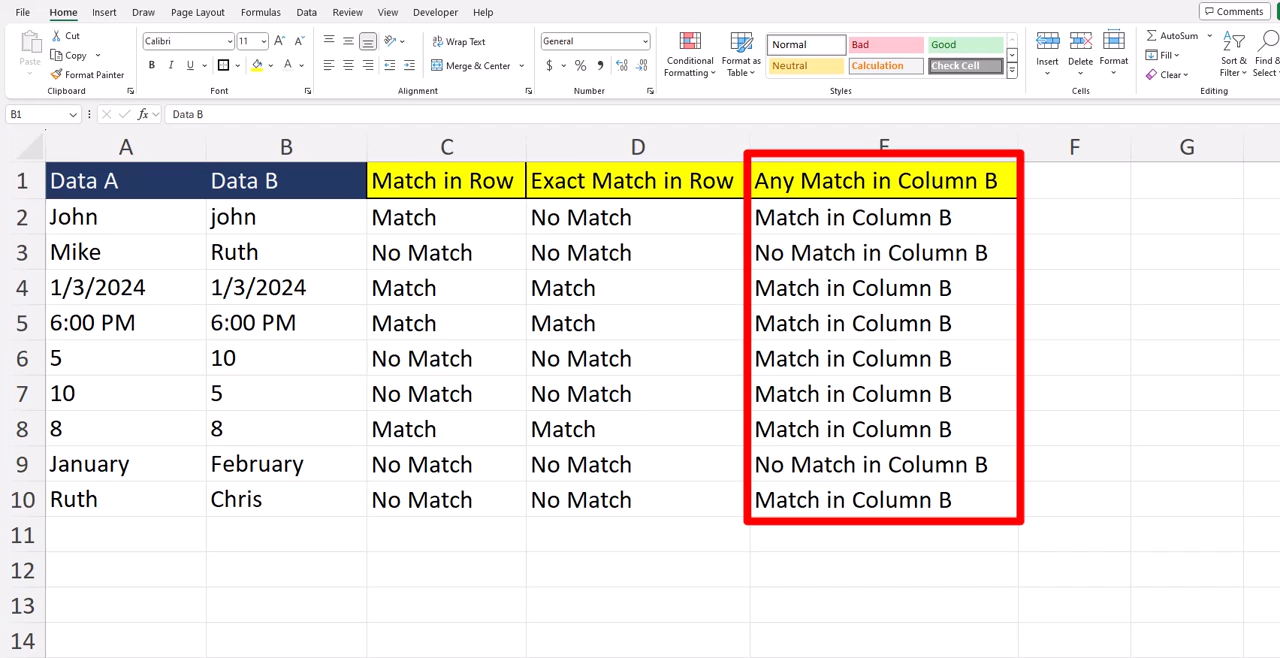 File Home Insert Draw Page Layout Formulas Data Review View Developer Help Comments
Paste Cut Copy Format Painter
Clipboard
Calibri 11 A A
B I U A
Font
Wrap Text
Merge & Center
Alignment
General
$ % 9
Number
Conditional Formatting
Format as Table
Normal Bad Good
Neutral Calculation Check Cell
Styles
Insert Delete Format
Cells
AutoSum
Fill
Clear
Sort & Filter
Find & Select
Editing
B1 fx Data B
A B C D E F G
1 Data A Data B Match in Row Exact Match in Row Any Match in Column B
2 John john Match No Match Match in Column B
3 Mike Ruth No Match No Match No Match in Column B
4 1/3/2024 1/3/2024 Match Match Match in Column B
5 6:00 PM 6:00 PM Match Match Match in Column B
6 5 10 No Match No Match Match in Column B
7 10 5 No Match No Match Match in Column B
8 8 8 Match Match Match in Column B
9 January February No Match No Match No Match in Column B
10 Ruth Chris No Match No Match Match in Column B
11
12
13
14